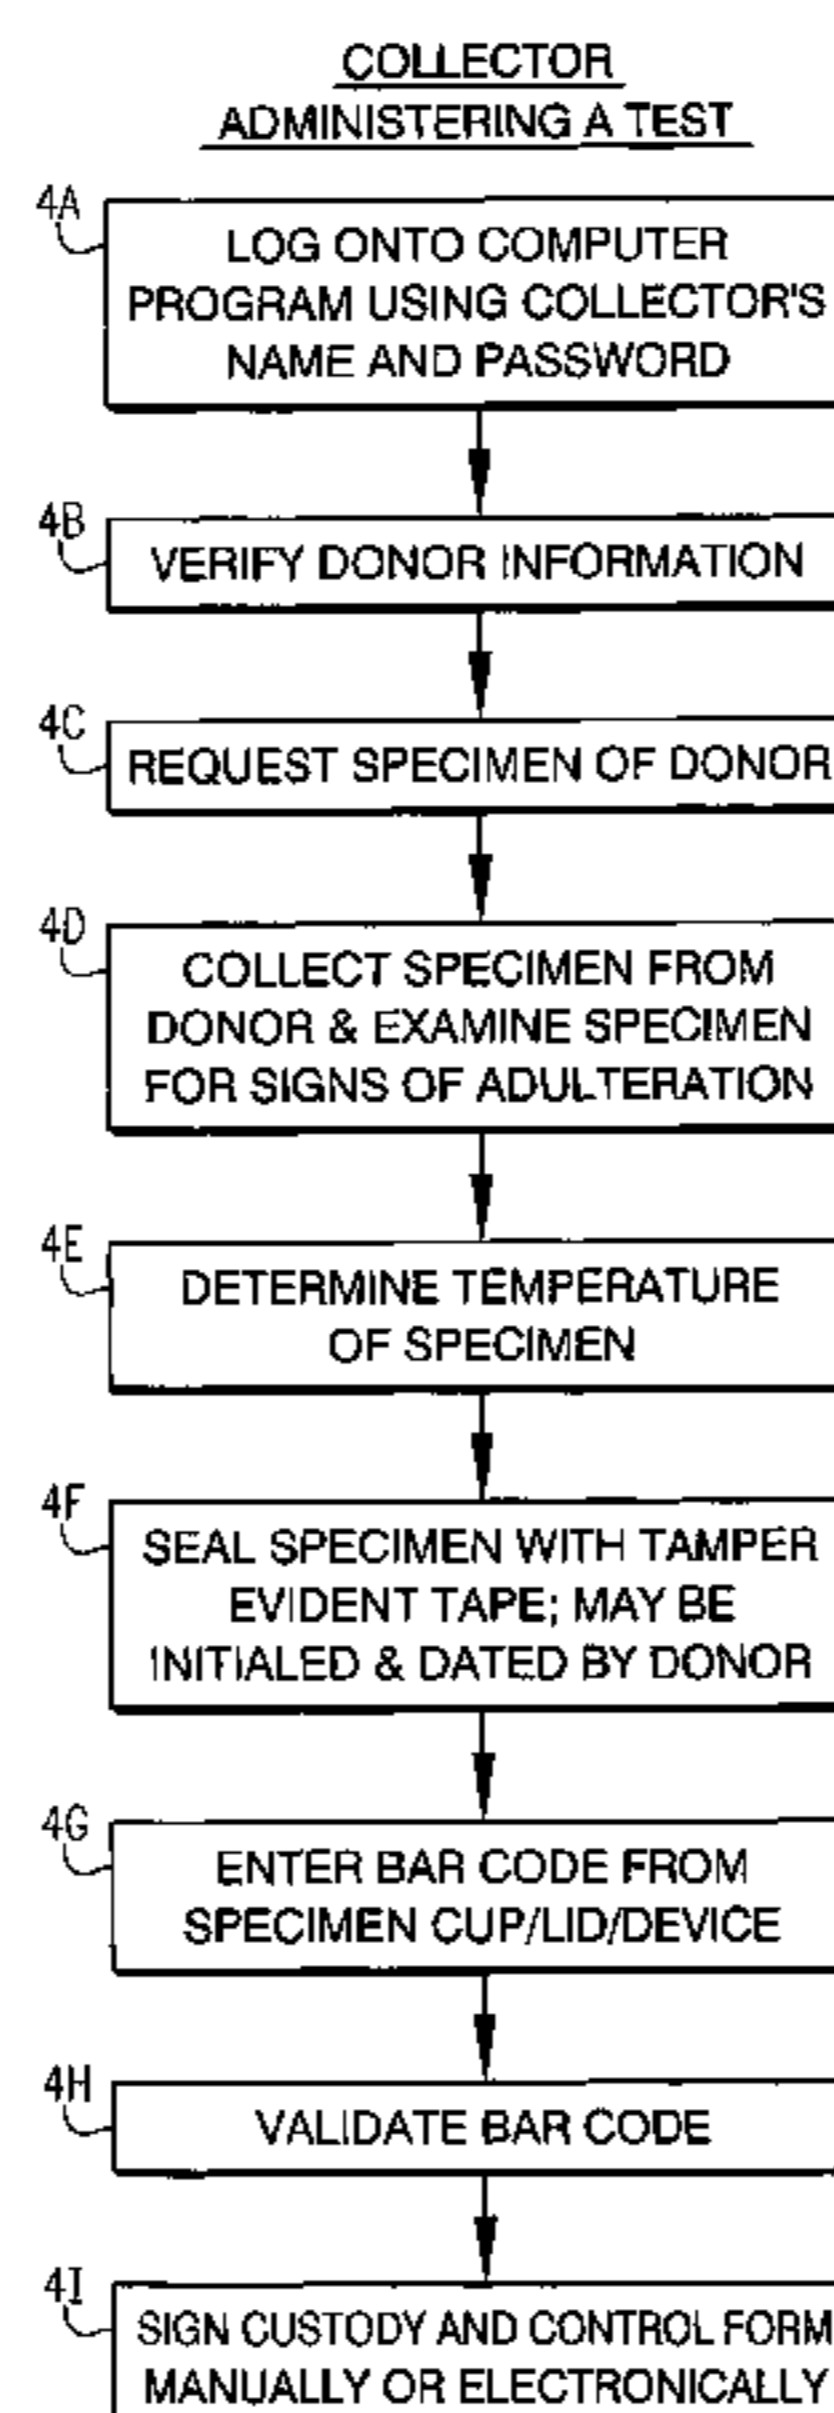 COLLECTOR
ADMINISTERING A TEST
4A
LOG ONTO COMPUTER
PROGRAM USING COLLECTOR'S
NAME AND PASSWORD
4B
VERIFY DONOR INFORMATION
4C
REQUEST SPECIMEN OF DONOR
4D
COLLECT SPECIMEN FROM
DONOR & EXAMINE SPECIMEN
FOR SIGNS OF ADULTERATION
4E
DETERMINE TEMPERATURE
OF SPECIMEN
4F
SEAL SPECIMEN WITH TAMPER
EVIDENT TAPE; MAY BE
INITIALED & DATED BY DONOR
4G
ENTER BAR CODE FROM
SPECIMEN CUP/LID/DEVICE
4H
VALIDATE BAR CODE
4I
SIGN CUSTODY AND CONTROL FORM
MANUALLY OR ELECTRONICALLY